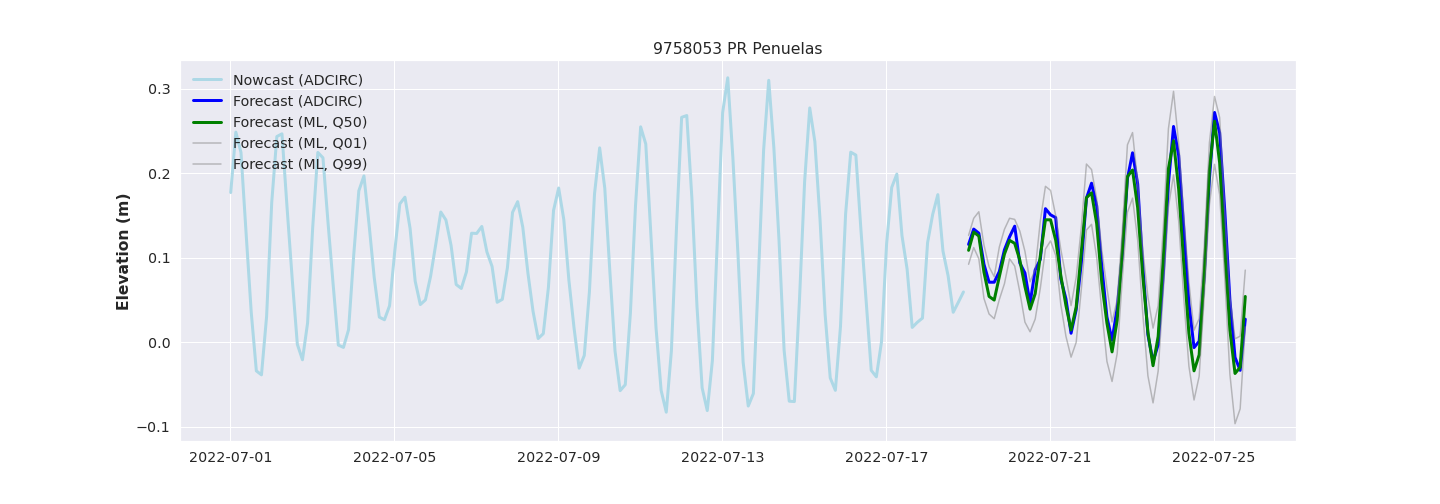 9758053 PR Penuelas
Nowcast (ADCIRC)
Forecast (ADCIRC)
Forecast (ML, Q50)
Forecast (ML, Q01)
Forecast (ML, Q99)
Elevation (m)
0.3
0.2
0.1
0.0
−0.1
2022-07-01
2022-07-05
2022-07-09
2022-07-13
2022-07-17
2022-07-21
2022-07-25